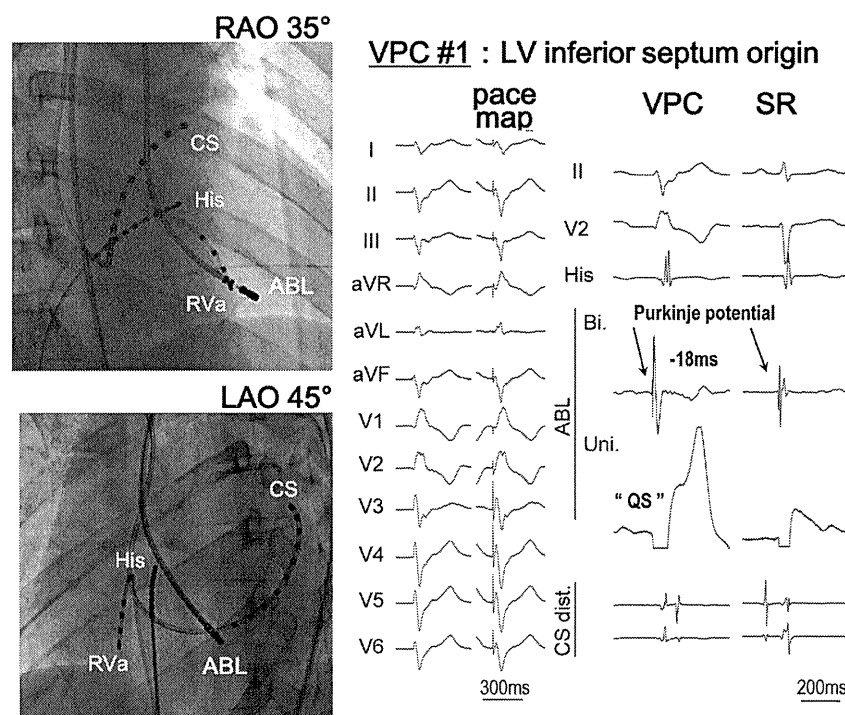 RAO 35°
CS
His
RVa
ABL
LAO 45°
CS
His
RVa
ABL
VPC #1 : LV inferior septum origin
pace
map
I
II
III
aVR
aVL
aVF
V1
V2
V3
V4
V5
V6
300ms
VPC SR
II
V2
His
Bi.
Purkinje potential
-18ms
ABL
Uni.
“ QS ”
CS dist.
200ms